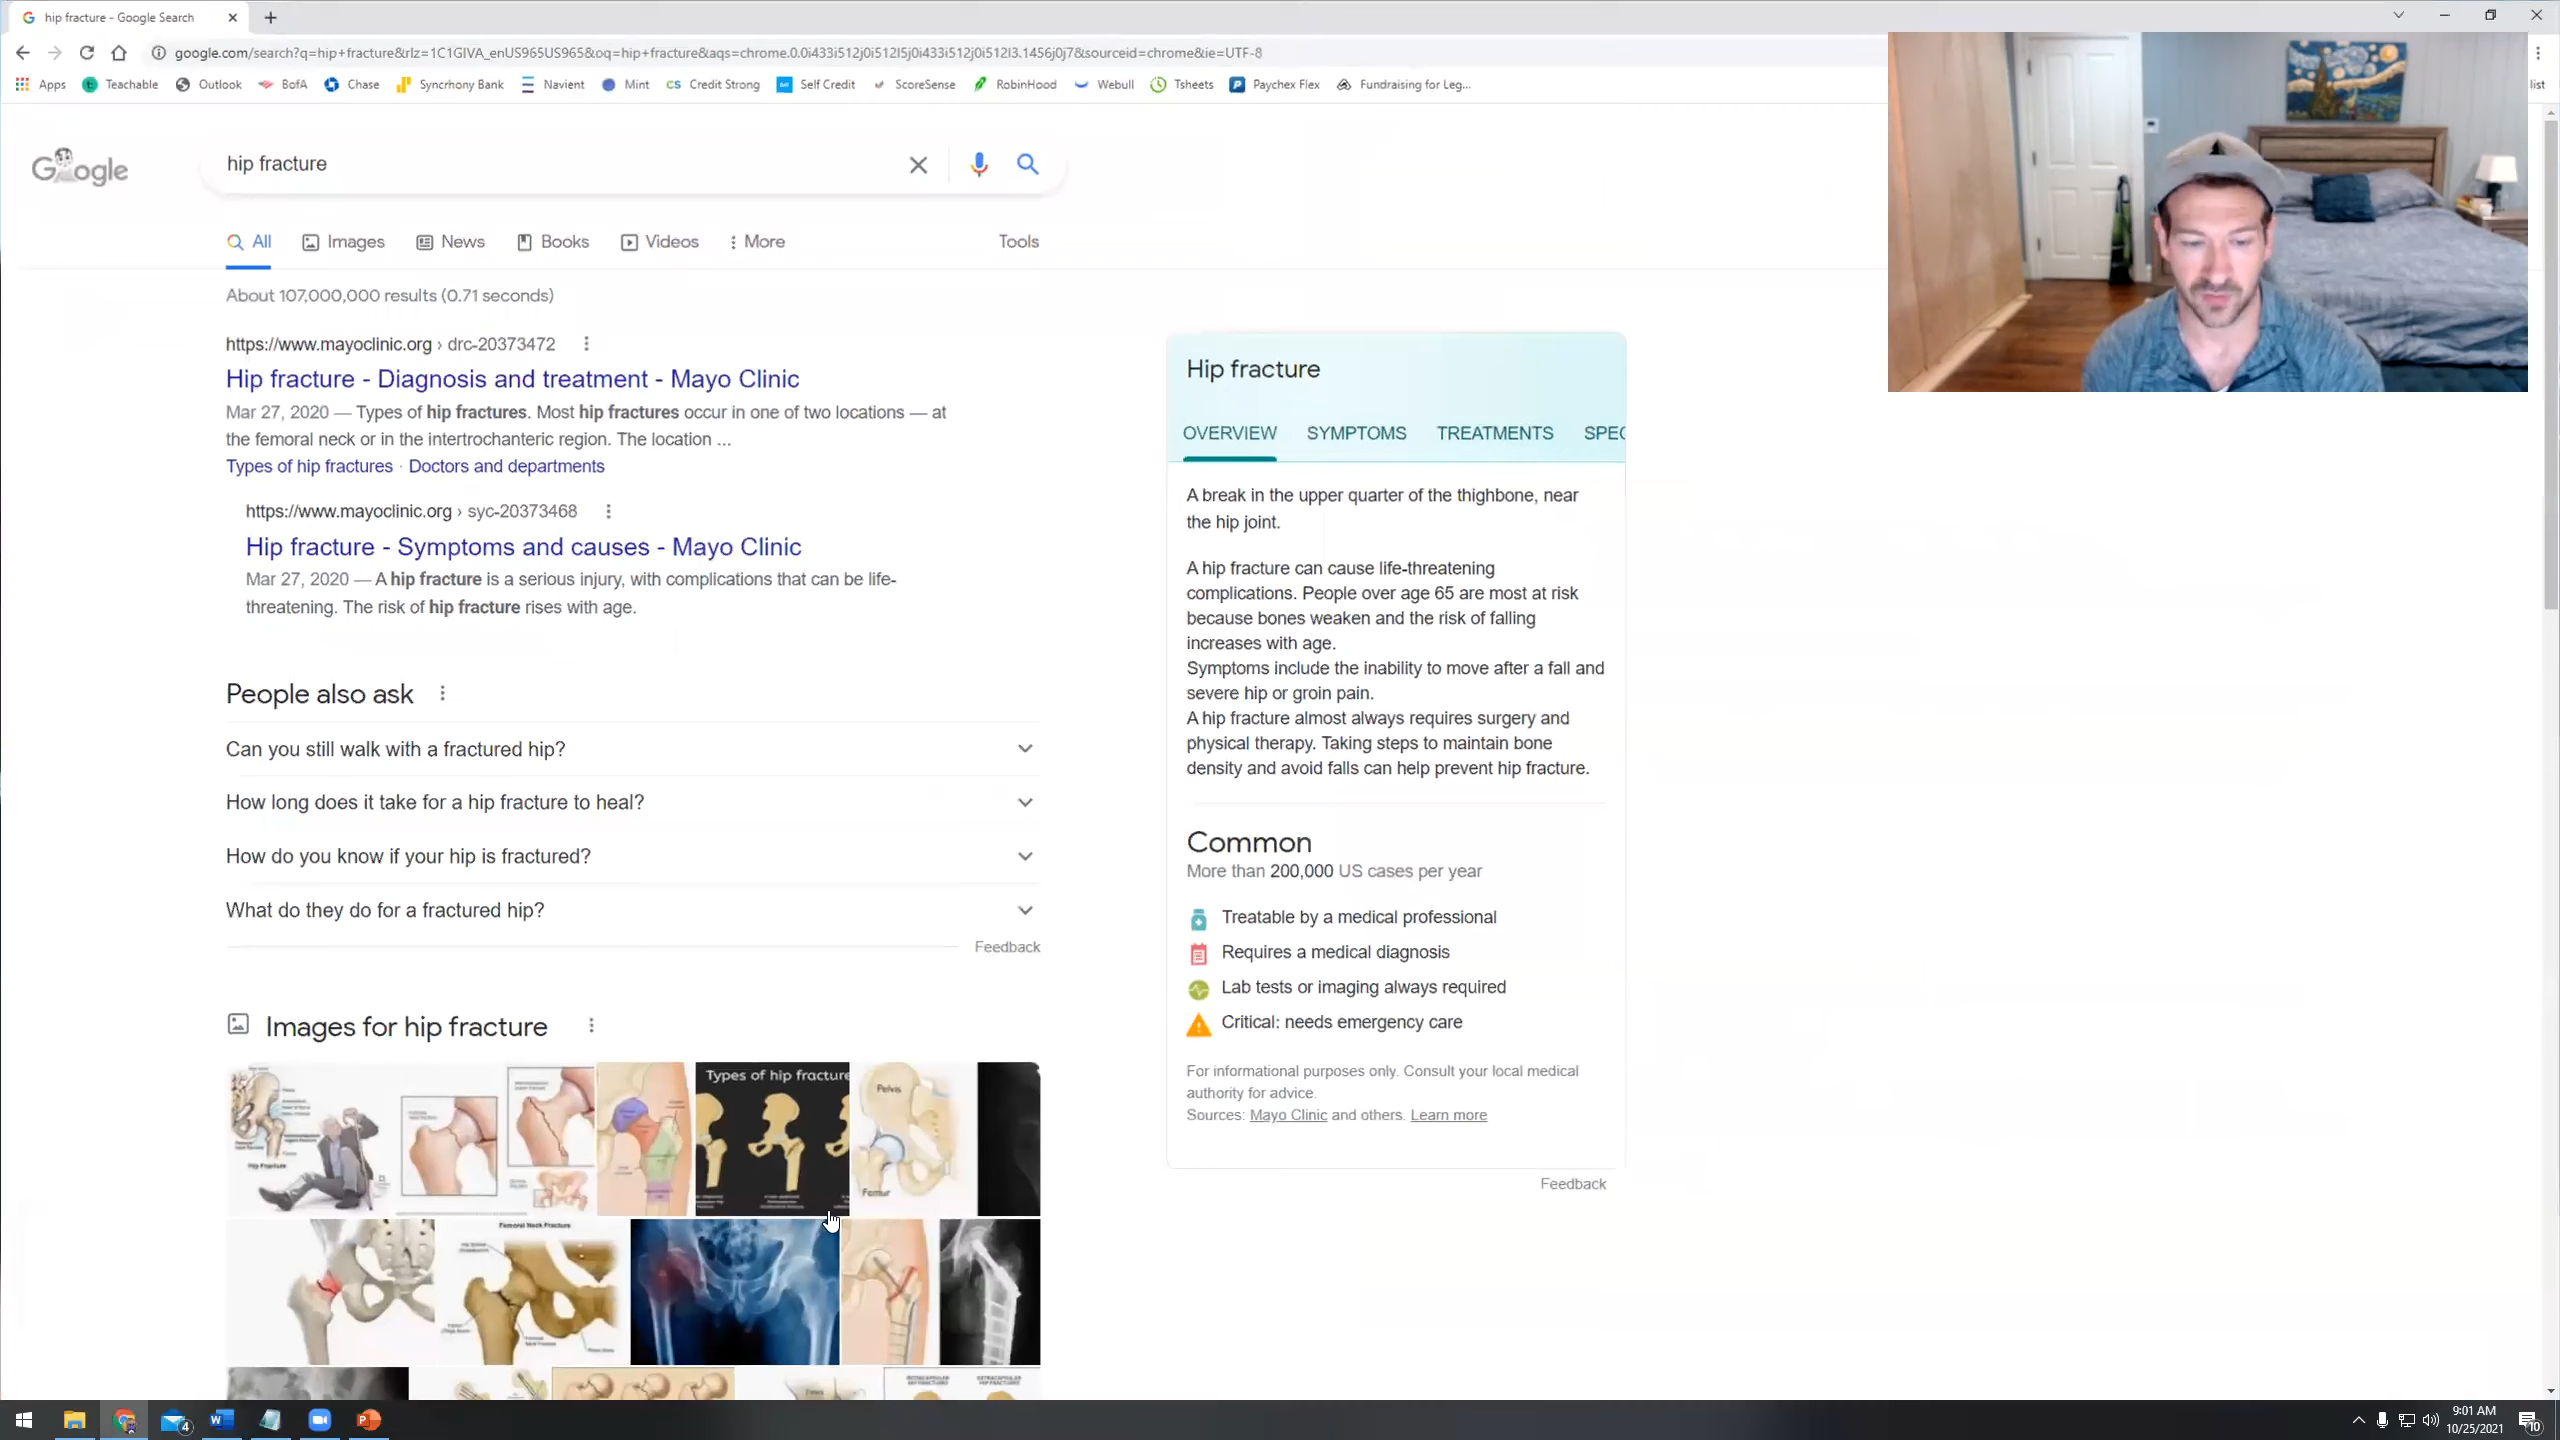 hip fracture - Google Search
google.com/search?q=hip+fracture&rlz=1C1GIVA_enUS965US965&oq=hip+fracture&aqs=chrome.0.0i433i512j0i512l5j0i433i512j0i512l3.1456j0j7&sourceid=chrome&ie=UTF-8
Apps Teachable Outlook BofA Chase Syncrhony Bank Navient Mint CS Credit Strong Self Credit ScoreSense RobinHood Webull Tsheets Paychex Flex Fundraising for Leg... list
Google
hip fracture
All Images News Books Videos More Tools
About 107,000,000 results (0.71 seconds)
https://www.mayoclinic.org › drc-20373472
Hip fracture - Diagnosis and treatment - Mayo Clinic
Mar 27, 2020 — Types of hip fractures. Most hip fractures occur in one of two locations — at
the femoral neck or in the intertrochanteric region. The location ...
Types of hip fractures · Doctors and departments
https://www.mayoclinic.org › syc-20373468
Hip fracture - Symptoms and causes - Mayo Clinic
Mar 27, 2020 — A hip fracture is a serious injury, with complications that can be life-
threatening. The risk of hip fracture rises with age.
People also ask
Can you still walk with a fractured hip?
How long does it take for a hip fracture to heal?
How do you know if your hip is fractured?
What do they do for a fractured hip?
Feedback
Images for hip fracture
Hip Fracture
Types of hip fracture
Pelvis
Femur
Femoral Neck Fracture
Hip fracture
OVERVIEW SYMPTOMS TREATMENTS SPEC
A break in the upper quarter of the thighbone, near
the hip joint.
A hip fracture can cause life-threatening
complications. People over age 65 are most at risk
because bones weaken and the risk of falling
increases with age.
Symptoms include the inability to move after a fall and
severe hip or groin pain.
A hip fracture almost always requires surgery and
physical therapy. Taking steps to maintain bone
density and avoid falls can help prevent hip fracture.
Common
More than 200,000 US cases per year
Treatable by a medical professional
Requires a medical diagnosis
Lab tests or imaging always required
Critical: needs emergency care
For informational purposes only. Consult your local medical
authority for advice.
Sources: Mayo Clinic and others. Learn more
Feedback
4
9:01 AM
10/25/2021
10